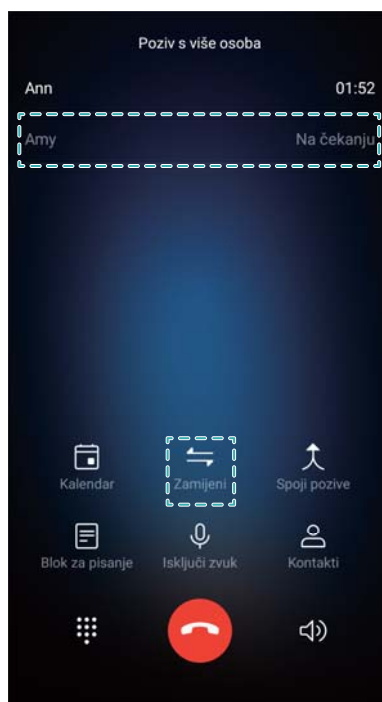 Poziv s više osoba
Ann 01:52
Amy Na čekanju
Kalendar Zamijeni Spoji pozive
Blok za pisanje Isključi zvuk Kontakti